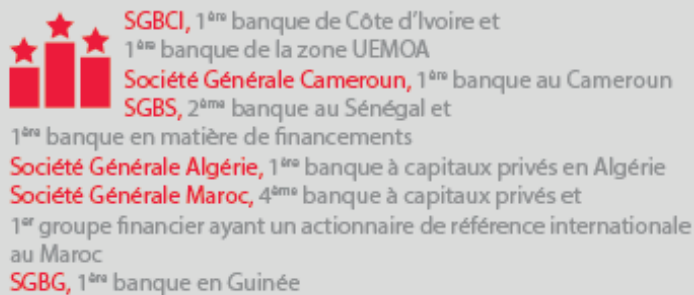 SGBCI, 1ère banque de Côte d'Ivoire et
1ère banque de la zone UEMOA
Société Générale Cameroun, 1ère banque au Cameroun
SGBS, 2ème banque au Sénégal et
1ère banque en matière de financements
Société Générale Algérie, 1ère banque à capitaux privés en Algérie
Société Générale Maroc, 4ème banque à capitaux privés et
1er groupe financier ayant un actionnaire de référence internationale
au Maroc
SGBG, 1ère banque en Guinée